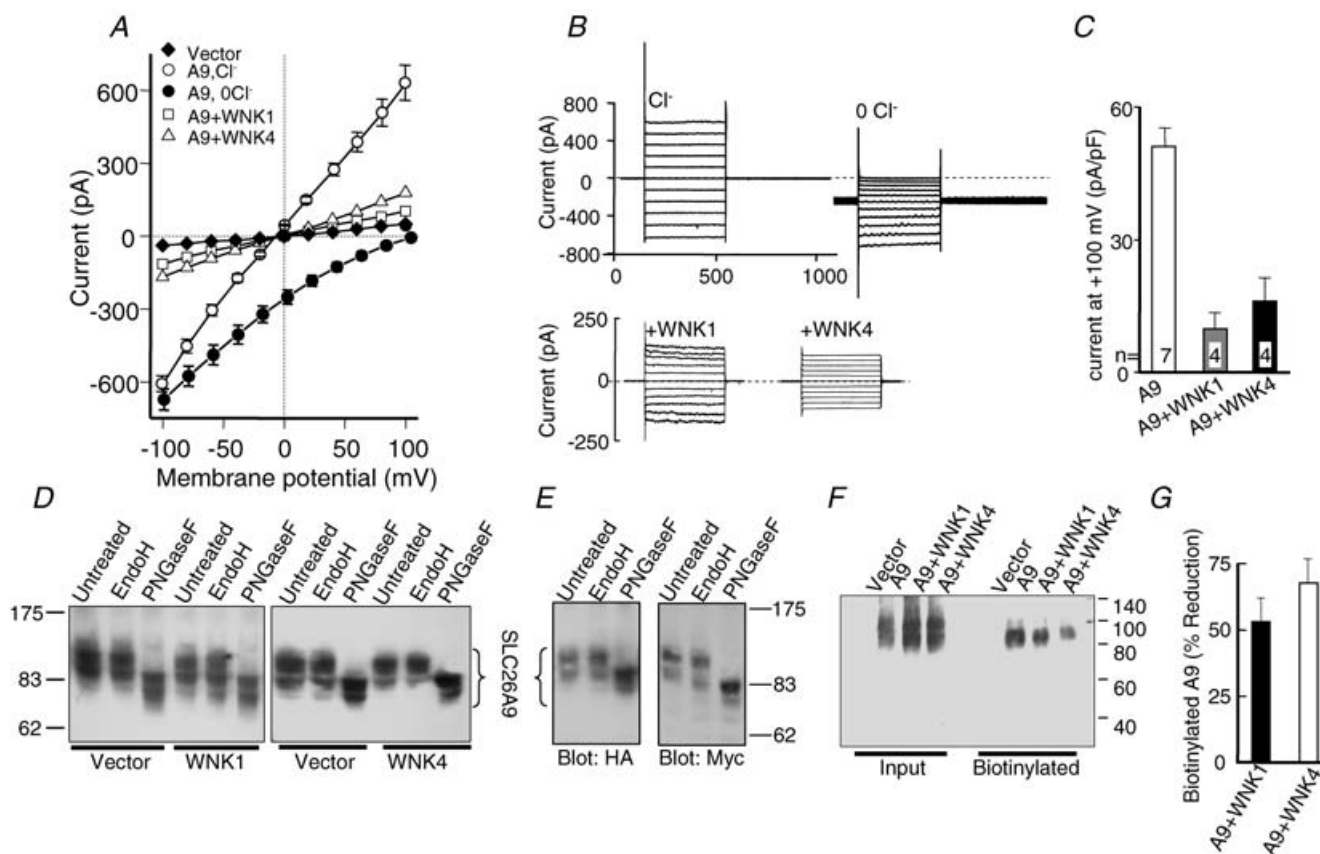 A
Vector
A9,Cl-
A9, 0Cl-
A9+WNK1
A9+WNK4
600
300
0
-300
-600
Current (pA)
-100
-50
0
50
100
Membrane potential (mV)
B
Cl-
0 Cl-
800
400
0
-400
-800
Current (pA)
0
500
1000
+WNK1
+WNK4
250
0
-250
Current (pA)
C
60
30
0
current at +100 mV (pA/pF)
n=
7
4
4
A9
A9+WNK1
A9+WNK4
D
Untreated
EndoH
PNGaseF
Untreated
EndoH
PNGaseF
Untreated
EndoH
PNGaseF
Untreated
EndoH
PNGaseF
175
83
62
Vector
WNK1
Vector
WNK4
SLC26A9
E
Untreated
EndoH
PNGaseF
Untreated
EndoH
PNGaseF
175
83
62
Blot: HA
Blot: Myc
F
Vector
A9
A9+WNK1
A9+WNK4
Vector
A9
A9+WNK1
A9+WNK4
140
100
80
60
40
Input
Biotinylated
G
75
50
75
0
Biotinylated A9 (% Reduction)
A9+WNK1
A9+WNK4